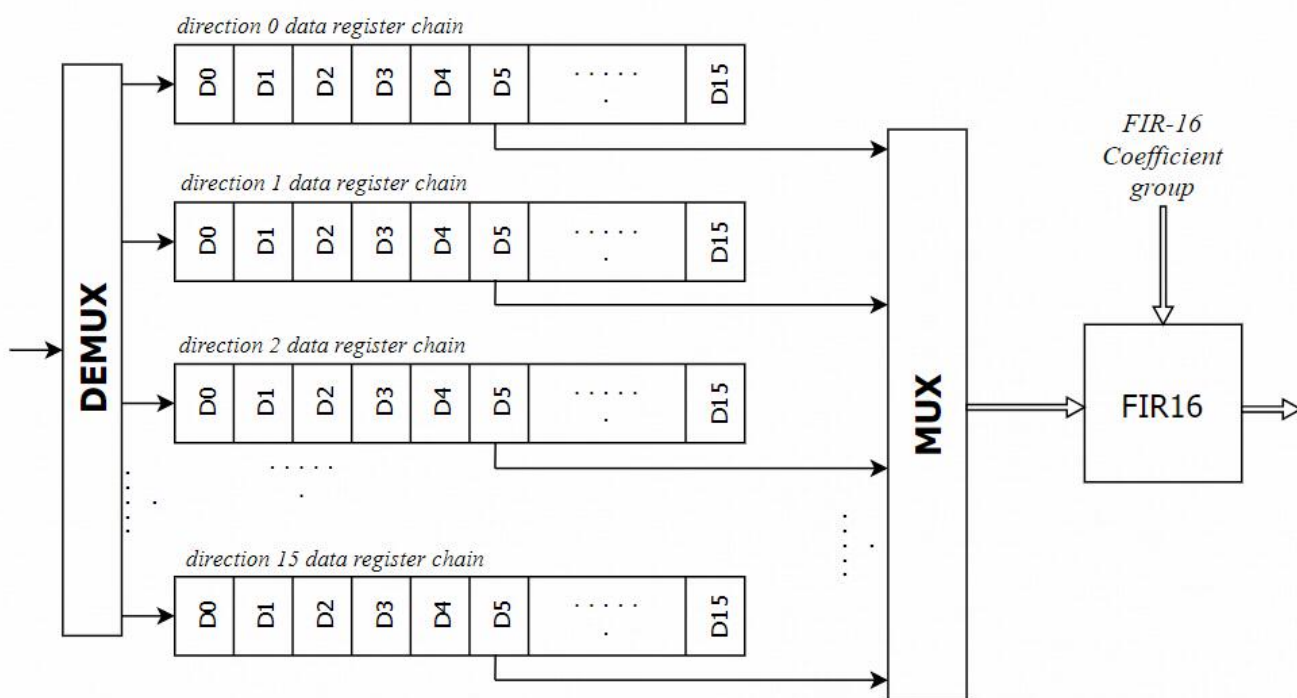 direction 0 data register chain
D0 D1 D2 D3 D4 D5 ..... . D15
direction 1 data register chain
D0 D1 D2 D3 D4 D5 ..... . D15
direction 2 data register chain
D0 D1 D2 D3 D4 D5 ..... . D15
direction 15 data register chain
D0 D1 D2 D3 D4 D5 ..... . D15
DEMUX
MUX
FIR-16
Coefficient
group
FIR16